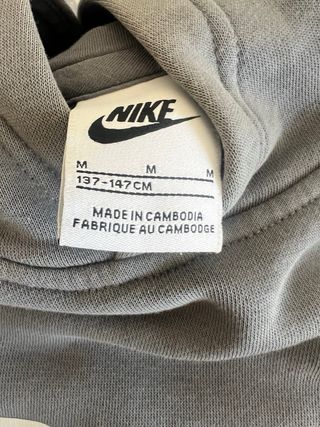 NIKE
M M M
137-147CM
MADE IN CAMBODIA
FABRIQUE AU CAMBODGE